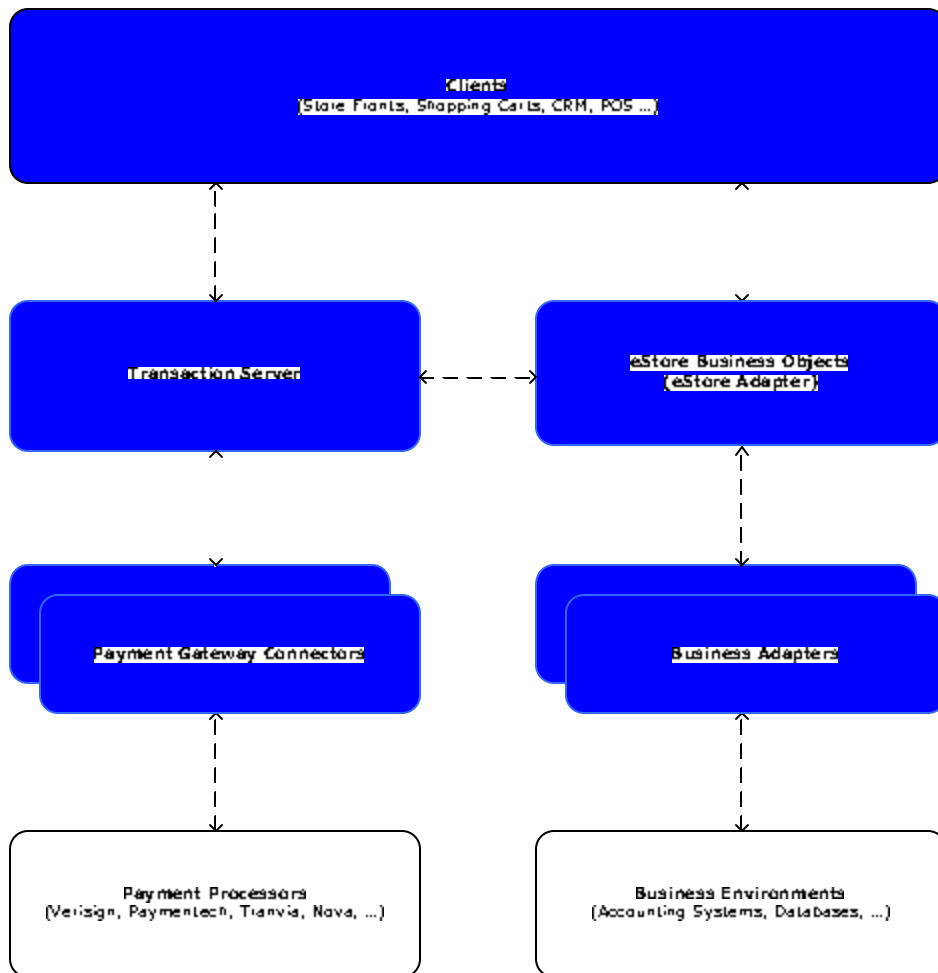 Clients
(Store Fronts, Shopping Carts, CRM, POS ...)
Transaction Server
eStore Business Objects
(eStore Adapter)
Payment Gateway Connectors
Business Adapters
Payment Processors
(Verisign, Paymentech, Tranvia, Nova, ...)
Business Environments
(Accounting Systems, Databases, ...)